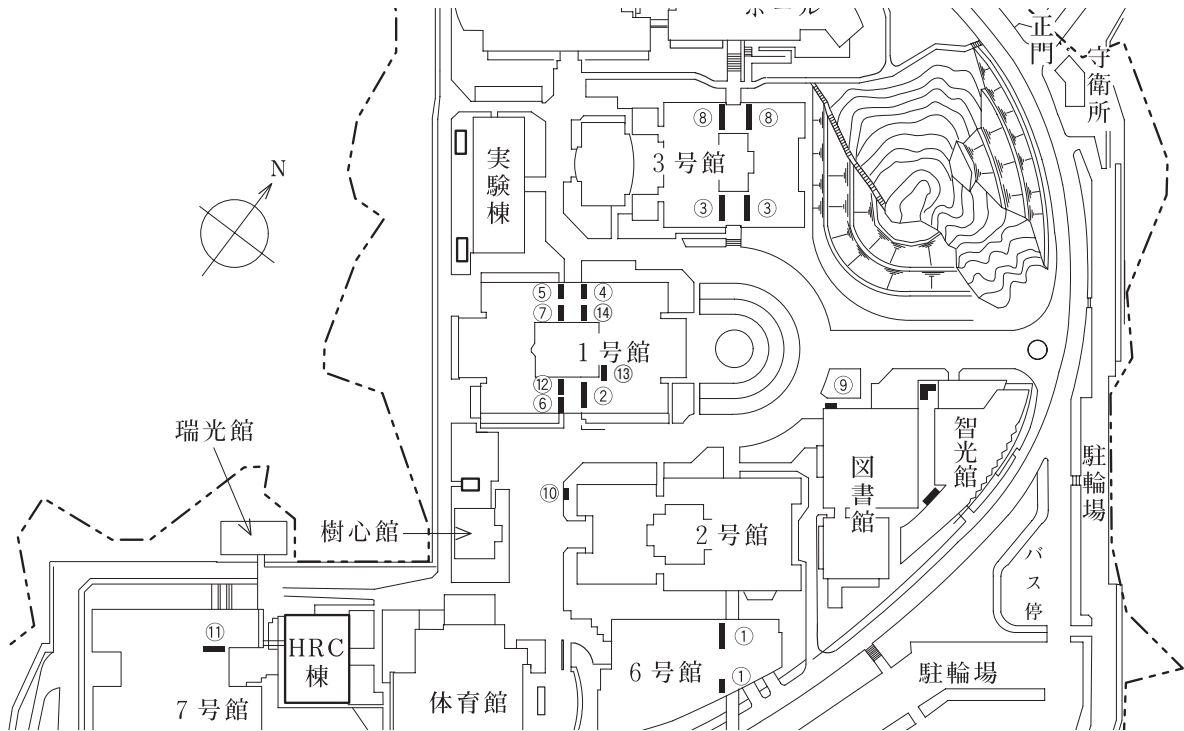 ホール
正門
守衛所
⑧
⑧
3号館
実験棟
N
③
③
⑤
④
⑦
⑭
1号館
⑬
⑫
②
⑥
⑨
瑞光館
智光館
図書館
駐輪場
⑩
樹心館
2号館
バス停
⑪
①
HRC
棟
6号館
①
駐輪場
体育館
7号館